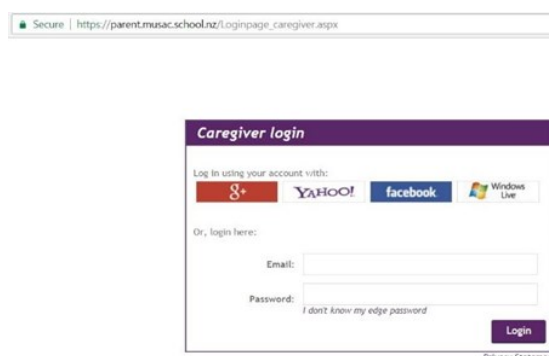 Secure | https://parent.musac.school.nz/Loginpage_caregiver.aspx
Caregiver login
Log in using your account with:
g+ YAHOO! facebook Windows Live
Or, login here:
Email:
Password:
I don't know my edge password
Login
Privacy